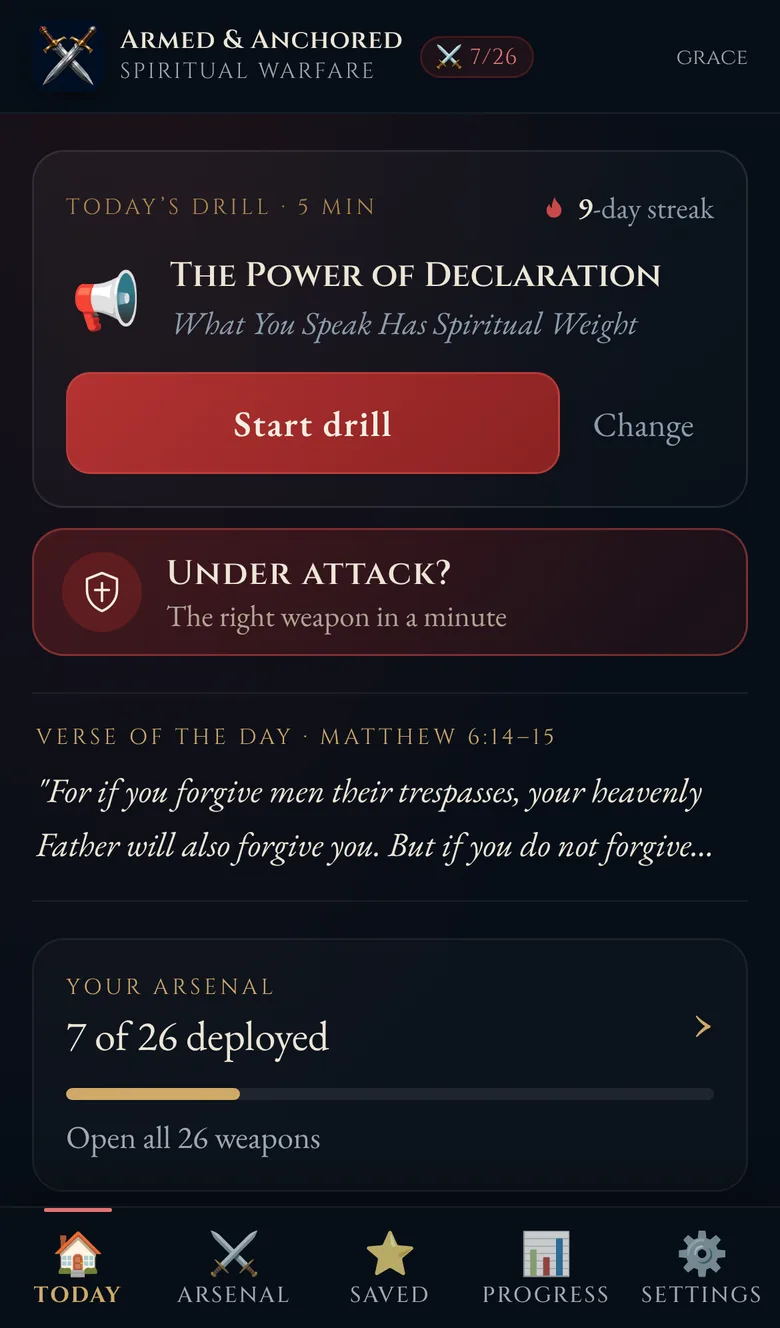 Armed & Anchored
SPIRITUAL WARFARE
7/26
GRACE
TODAY'S DRILL · 5 MIN
9-day streak
The Power of Declaration
What You Speak Has Spiritual Weight
Start drill
Change
Under attack?
The right weapon in a minute
VERSE OF THE DAY · MATTHEW 6:14–15
"For if you forgive men their trespasses, your heavenly
Father will also forgive you. But if you do not forgive...
YOUR ARSENAL
7 of 26 deployed
Open all 26 weapons
TODAY
ARSENAL
SAVED
PROGRESS
SETTINGS